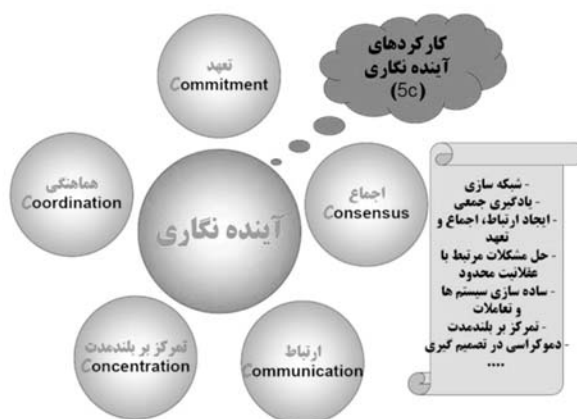 کارکردهای
آینده نگاری
(5c)
تعهد
Commitment
هماهنگی
Coordination
اجماع
Consensus
آینده نگاری
تمرکز بر بلندمدت
Concentration
ارتباط
Communication
- شبکه سازی
- یادگیری جمعی
- ایجاد ارتباط، اجماع و
تعهد
- حل مشکلات مرتبط با
عقلانیت محدود
- ساده سازی سیستم ها
و تعاملات
- تمرکز بر بلندمدت
- دموکراسی در تصمیم گیری
....